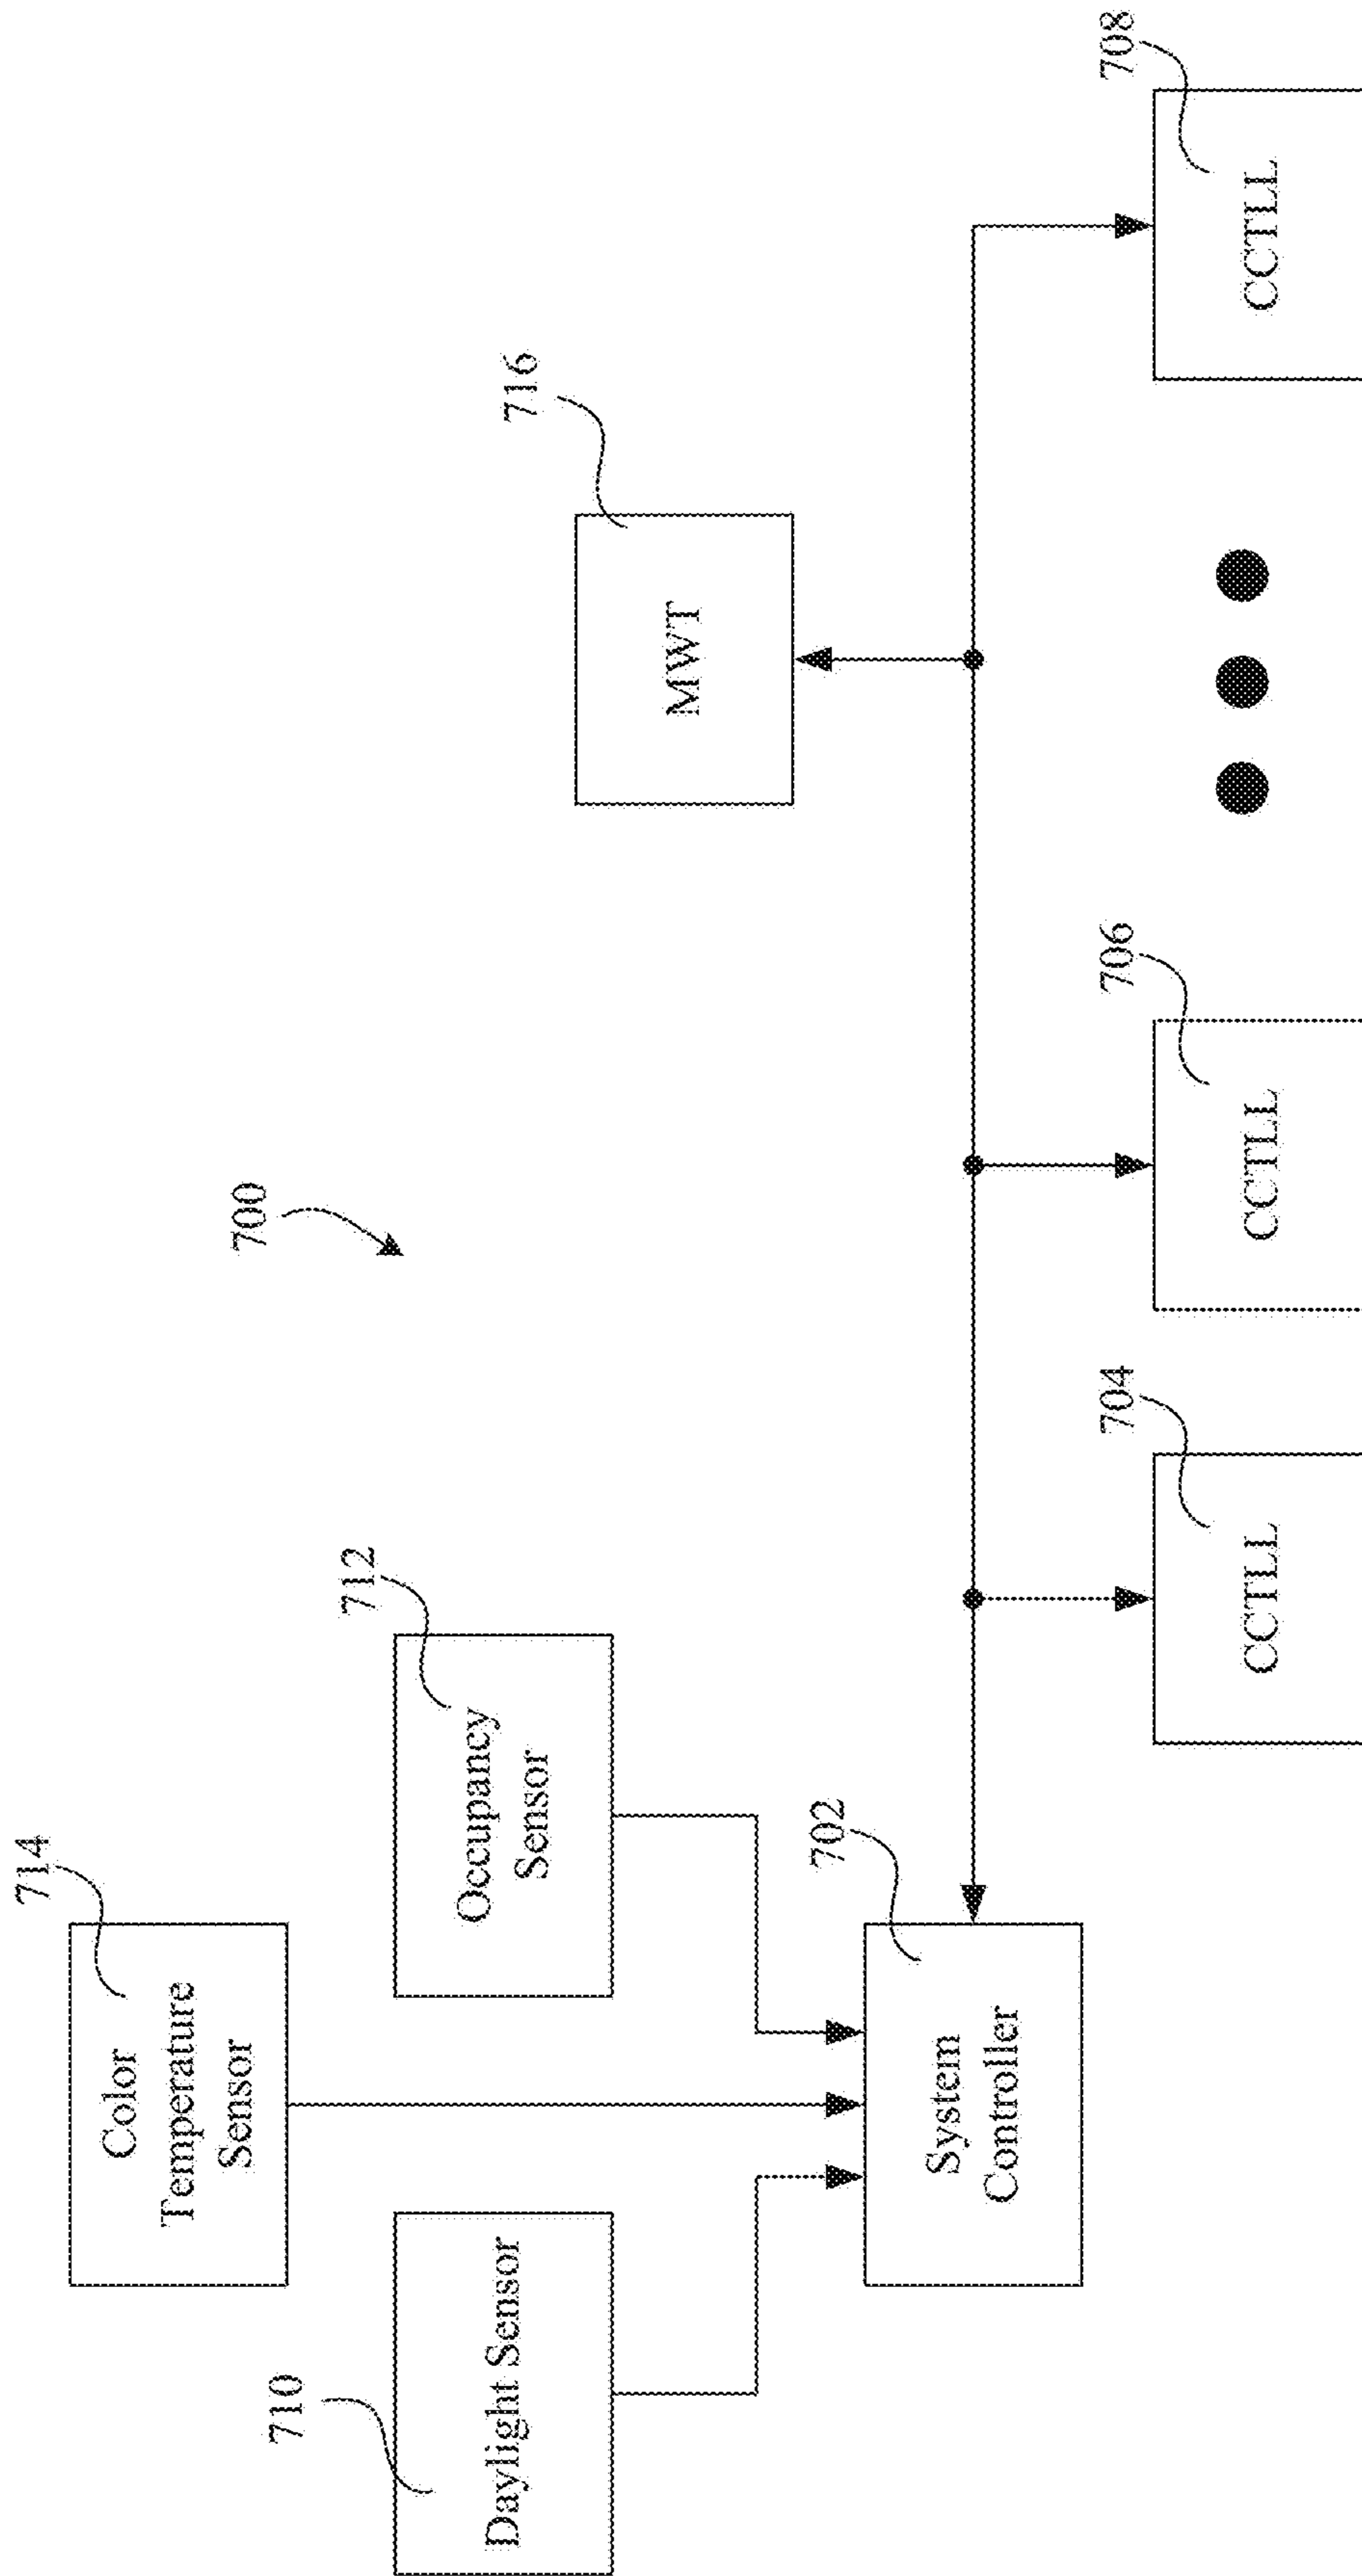 700
714
Color
Temperature
Sensor
710
Daylight Sensor
712
Occupancy
Sensor
716
MWT
702
System
Controller
704
CCTLL
706
CCTLL
708
CCTLL